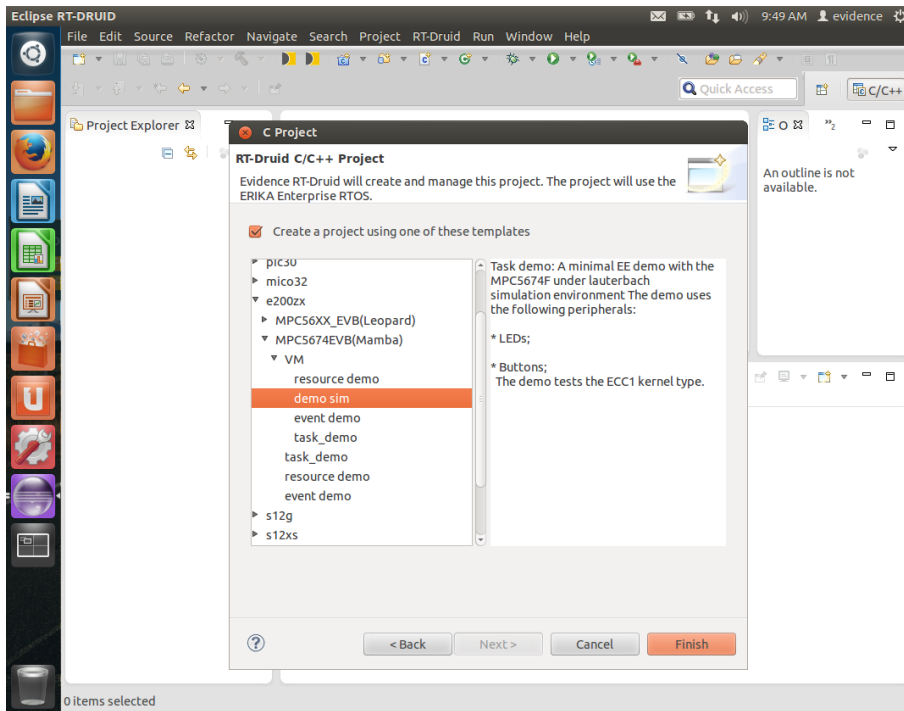 Eclipse RT-DRUID
9:49 AM
evidence
File Edit Source Refactor Navigate Search Project RT-Druid Run Window Help
Quick Access
C/C++
Project Explorer
O
»2
An outline is not
available.
C Project
RT-Druid C/C++ Project
Evidence RT-Druid will create and manage this project. The project will use the
ERIKA Enterprise RTOS.
Create a project using one of these templates
pic30
mico32
e200zx
MPC56XX_EVB(Leopard)
MPC5674EVB(Mamba)
VM
resource demo
demo sim
event demo
task_demo
task_demo
resource demo
event demo
s12g
s12xs
Task demo: A minimal EE demo with the
MPC5674F under lauterbach
simulation environment The demo uses
the following peripherals:
* LEDs;
* Buttons;
The demo tests the ECC1 kernel type.
< Back
Next >
Cancel
Finish
0 items selected